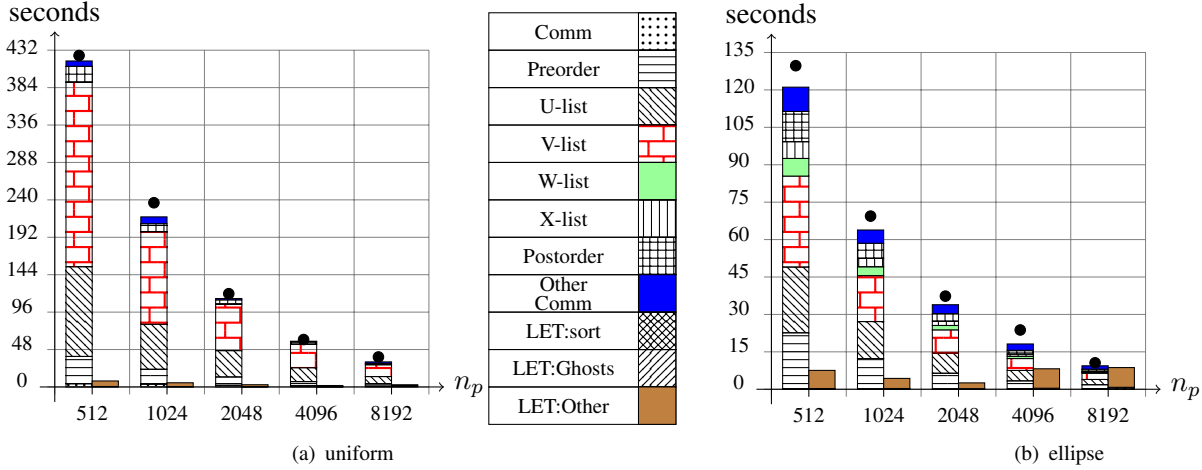 seconds
432
384
336
288
240
192
144
96
48
0
512
1024
2048
4096
8192
n_p
(a) uniform
Comm
Preorder
U-list
V-list
W-list
X-list
Postorder
Other
Comm
LET:sort
LET:Ghosts
LET:Other
seconds
135
120
105
90
75
60
45
30
15
0
512
1024
2048
4096
8192
n_p
(b) ellipse